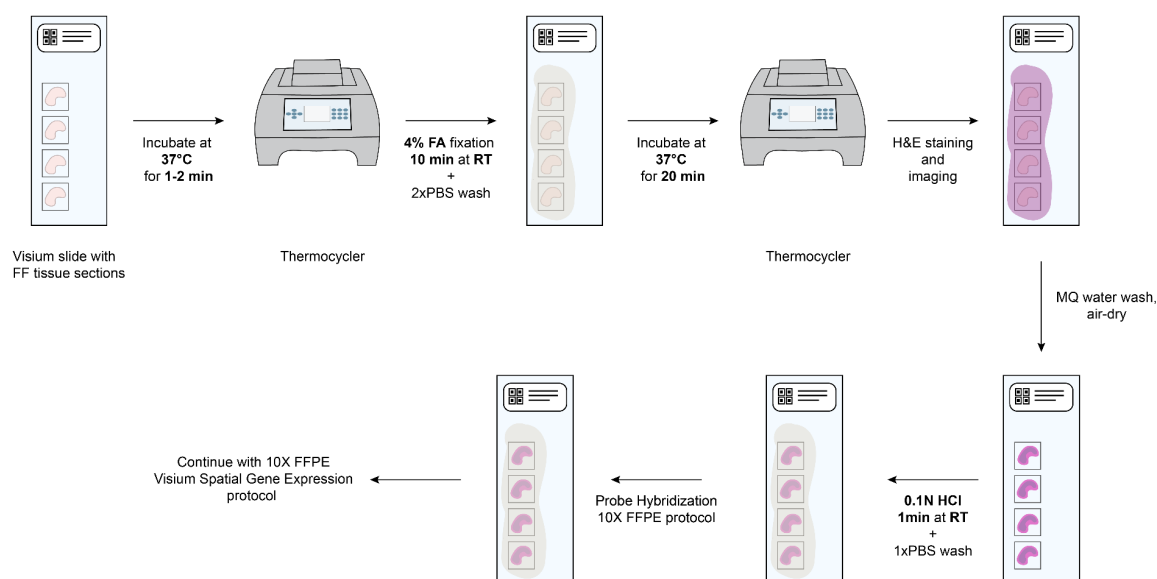 Incubate at
37°C
for 1-2 min
4% FA fixation
10 min at RT
+
2xPBS wash
Incubate at
37°C
for 20 min
H&E staining
and
imaging
Visium slide with
FF tissue sections
Thermocycler
Thermocycler
MQ water wash,
air-dry
0.1N HCl
1min at RT
+
1xPBS wash
Probe Hybridization
10X FFPE protocol
Continue with 10X FFPE
Visium Spatial Gene Expression
protocol